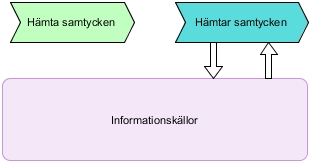 Hämta samtycken
Hämtar samtycken
Informationskällor